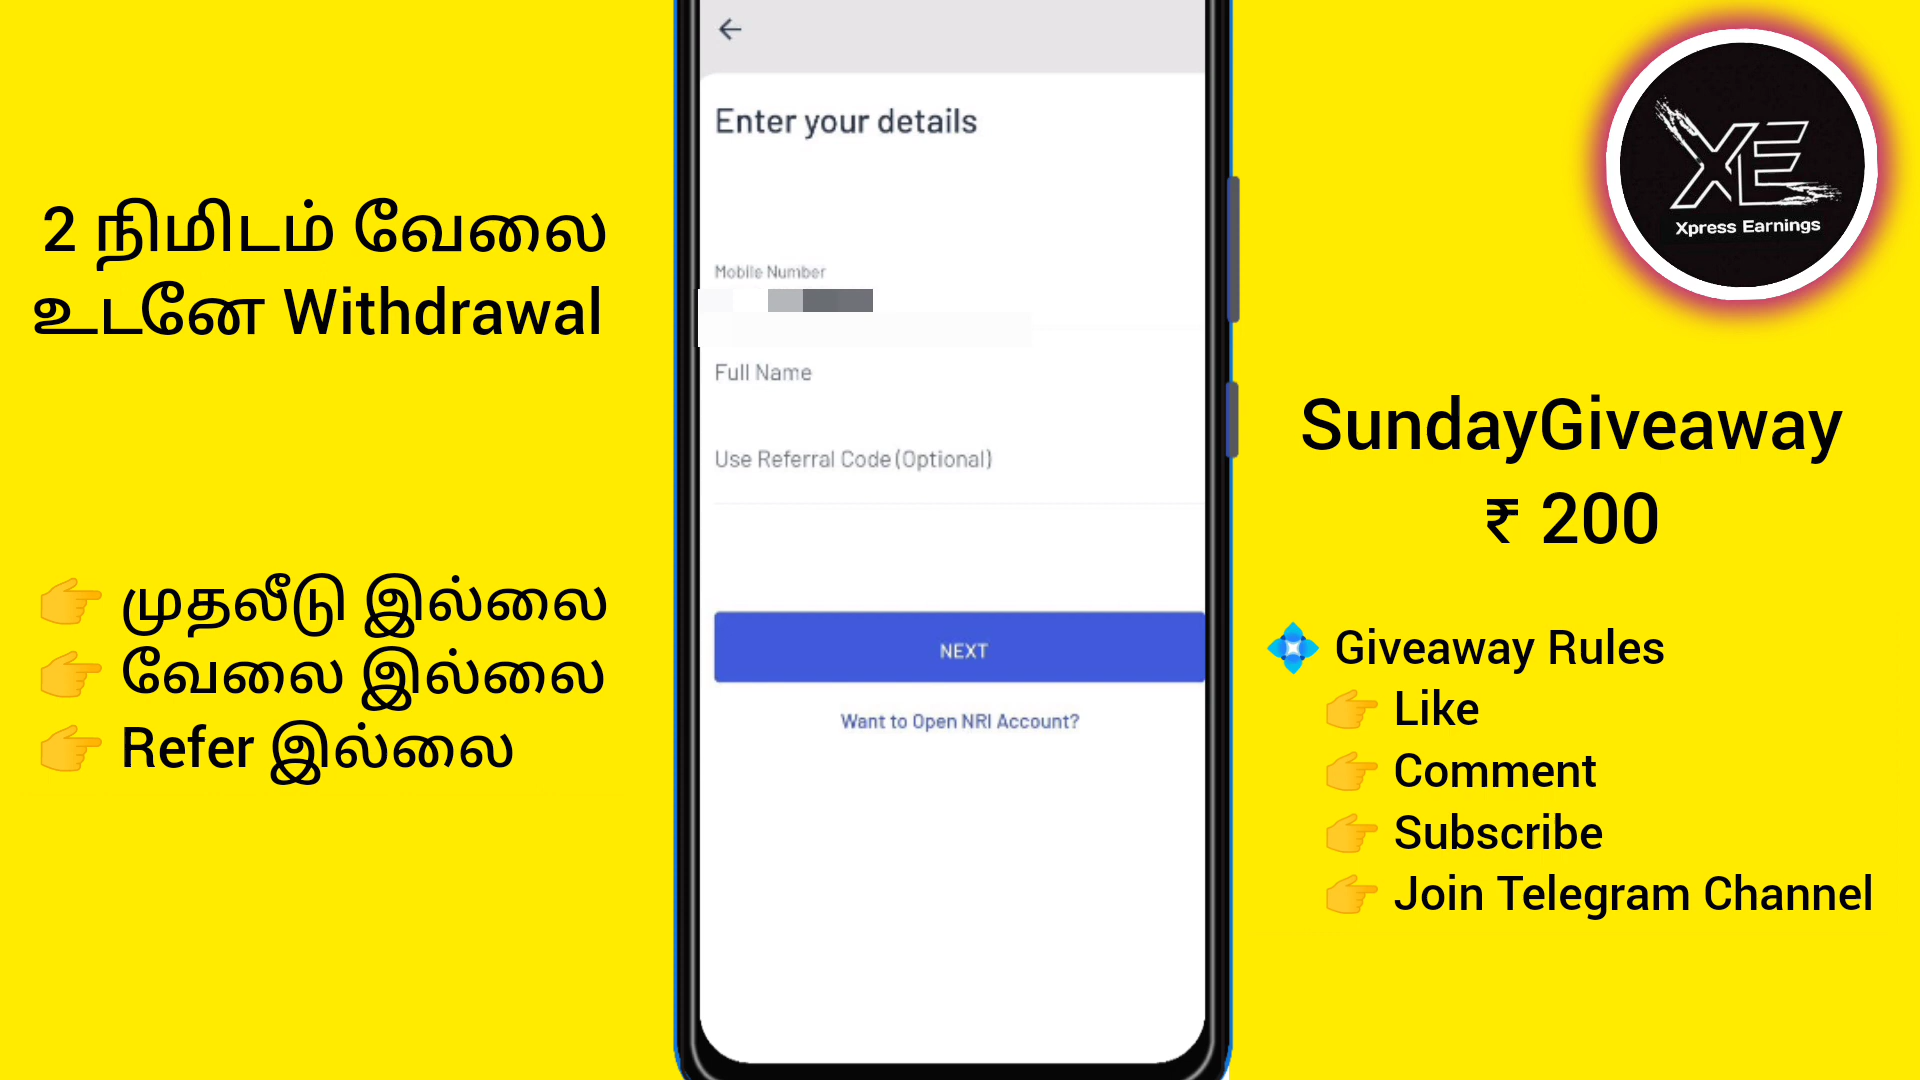 2 நிமிடம் வேலை
உடனே Withdrawal
👉 முதலீடு இல்லை
👉 வேலை இல்லை
👉 Refer இல்லை
←
Enter your details
Mobile Number
Full Name
Use Referral Code (Optional)
NEXT
Want to Open NRI Account?
XE
Xpress Earnings
SundayGiveaway
₹ 200
💠 Giveaway Rules
👉 Like
👉 Comment
👉 Subscribe
👉 Join Telegram Channel